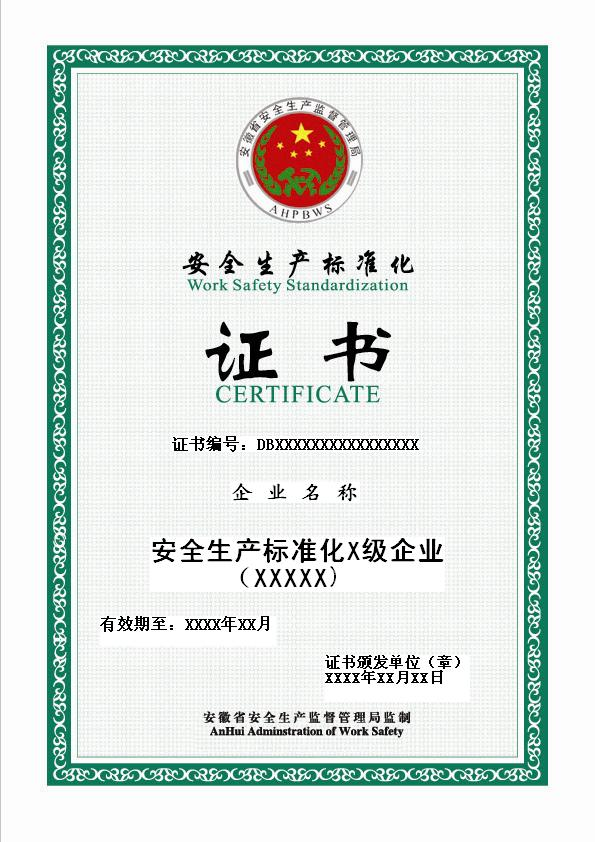 安徽省安全生产监督管理局
AHPBWS
安全生产标准化
Work Safety Standardization
证书
CERTIFICATE
证书编号：DBXXXXXXXXXXXXXXXX
企业名称
安全生产标准化X级企业
（XXXXX）
有效期至：XXXX年XX月
证书颁发单位（章）
XXXX年XX月XX日
安徽省安全生产监督管理局监制
AnHui Adminstration of Work Safety